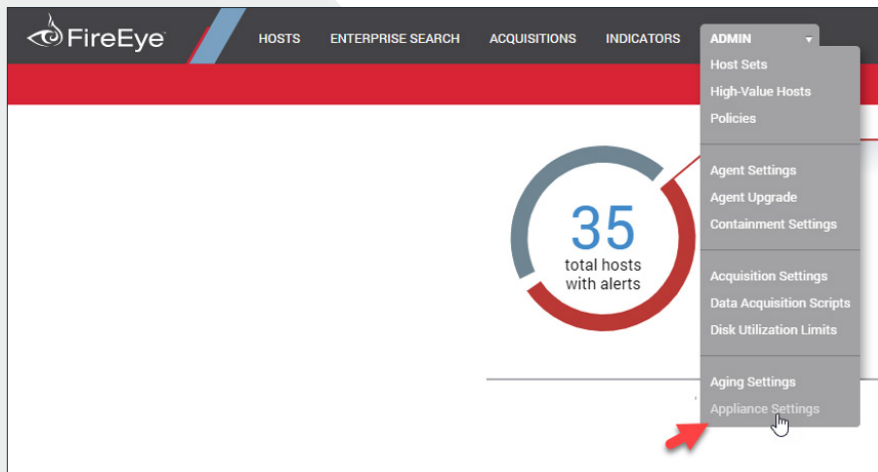 FireEye
HOSTS ENTERPRISE SEARCH ACQUISITIONS INDICATORS ADMIN
Host Sets
High-Value Hosts
Policies
Agent Settings
Agent Upgrade
Containment Settings
Acquisition Settings
Data Acquisition Scripts
Disk Utilization Limits
Aging Settings
Appliance Settings
35
total hosts
with alerts